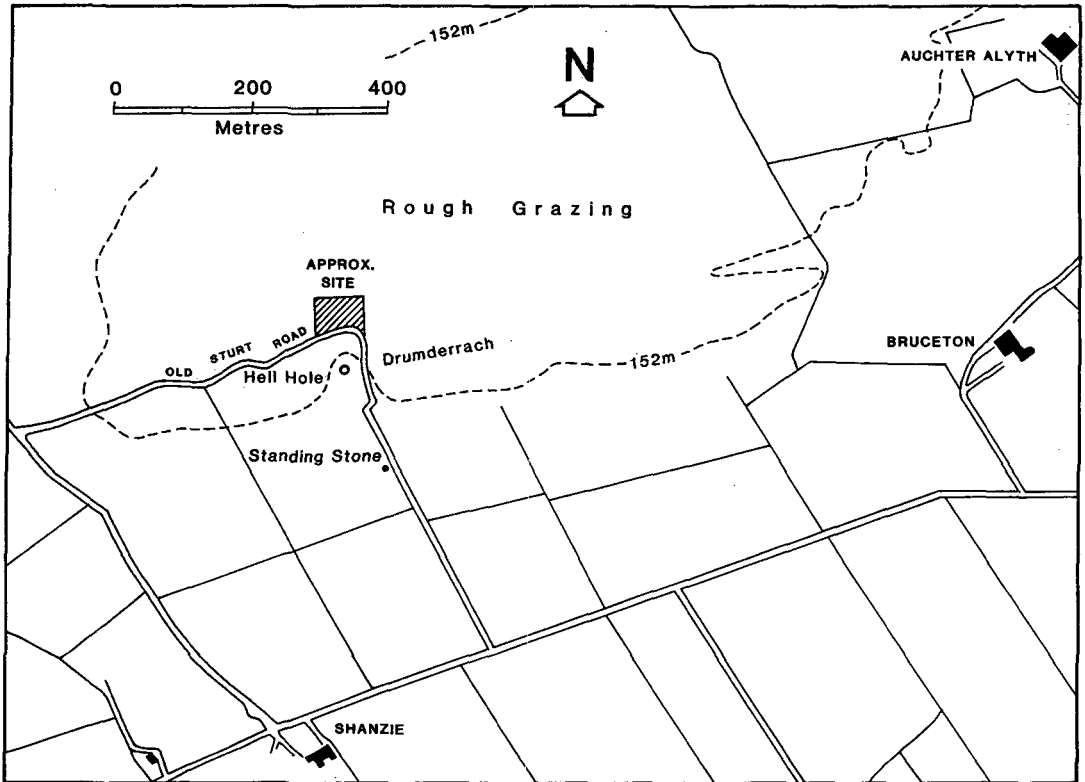 152m
AUCHTER ALYTH
N
0 200 400
Metres
Rough Grazing
APPROX.
SITE
OLD STURT ROAD
Drumderrach
BRUCETON
Hell Hole
152m
Standing Stone
SHANZIE